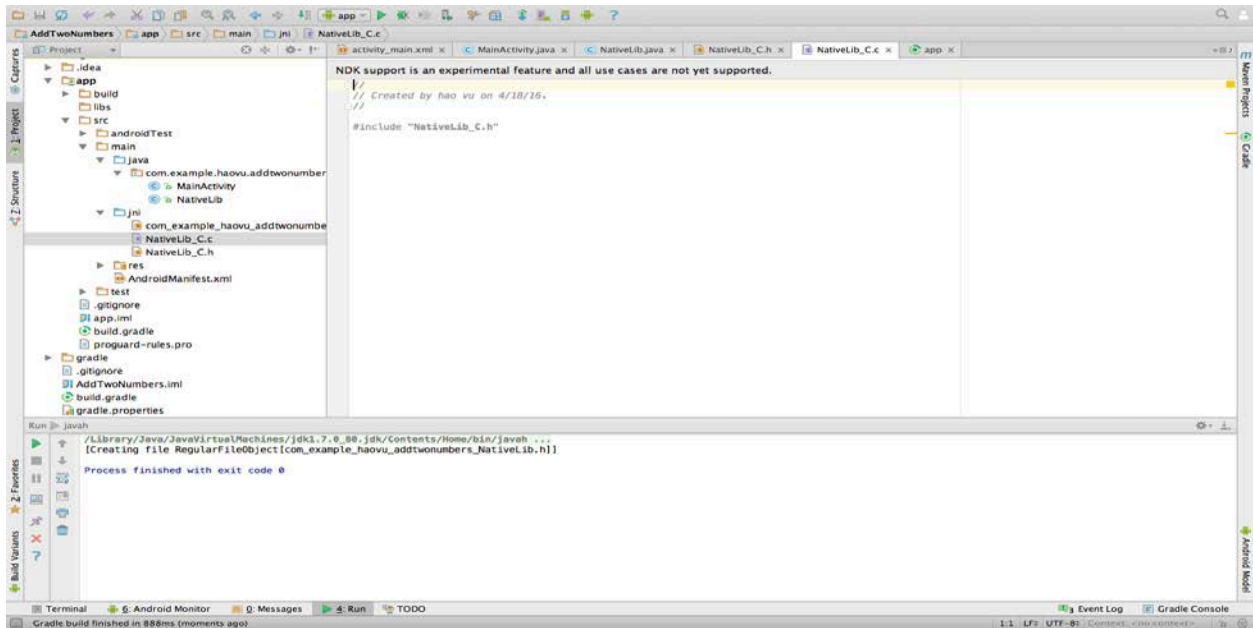 app
AddTwoNumbers app src main jni NativeLib_C.c
Project
activity_main.xml MainActivity.java NativeLib.java NativeLib_C.h NativeLib_C.c app
NDK support is an experimental feature and all use cases are not yet supported.
//
// Created by hao vu on 4/18/16.
//
#include "NativeLib_C.h"
.idea
app
build
libs
src
androidTest
main
java
com.example.haovu.addtwonumber
MainActivity
NativeLib
jni
com_example_haovu_addtwonumbe
NativeLib_C.c
NativeLib_C.h
res
AndroidManifest.xml
test
.gitignore
app.iml
build.gradle
proguard-rules.pro
gradle
.gitignore
AddTwoNumbers.iml
build.gradle
gradle.properties
Captures
1: Project
7: Structure
2: Favorites
Build Variants
Maven Projects
Gradle
Android Model
Run javah
/Library/Java/JavaVirtualMachines/jdk1.7.0_80.jdk/Contents/Home/bin/javah ...
[Creating file RegularFileObject[com_example_haovu_addtwonumbers_NativeLib.h]]
Process finished with exit code 0
Terminal 6: Android Monitor 0: Messages 4: Run TODO
Event Log Gradle Console
Gradle build finished in 888ms (moments ago)
1:1 LF÷ UTF-8÷ Context: <no context>